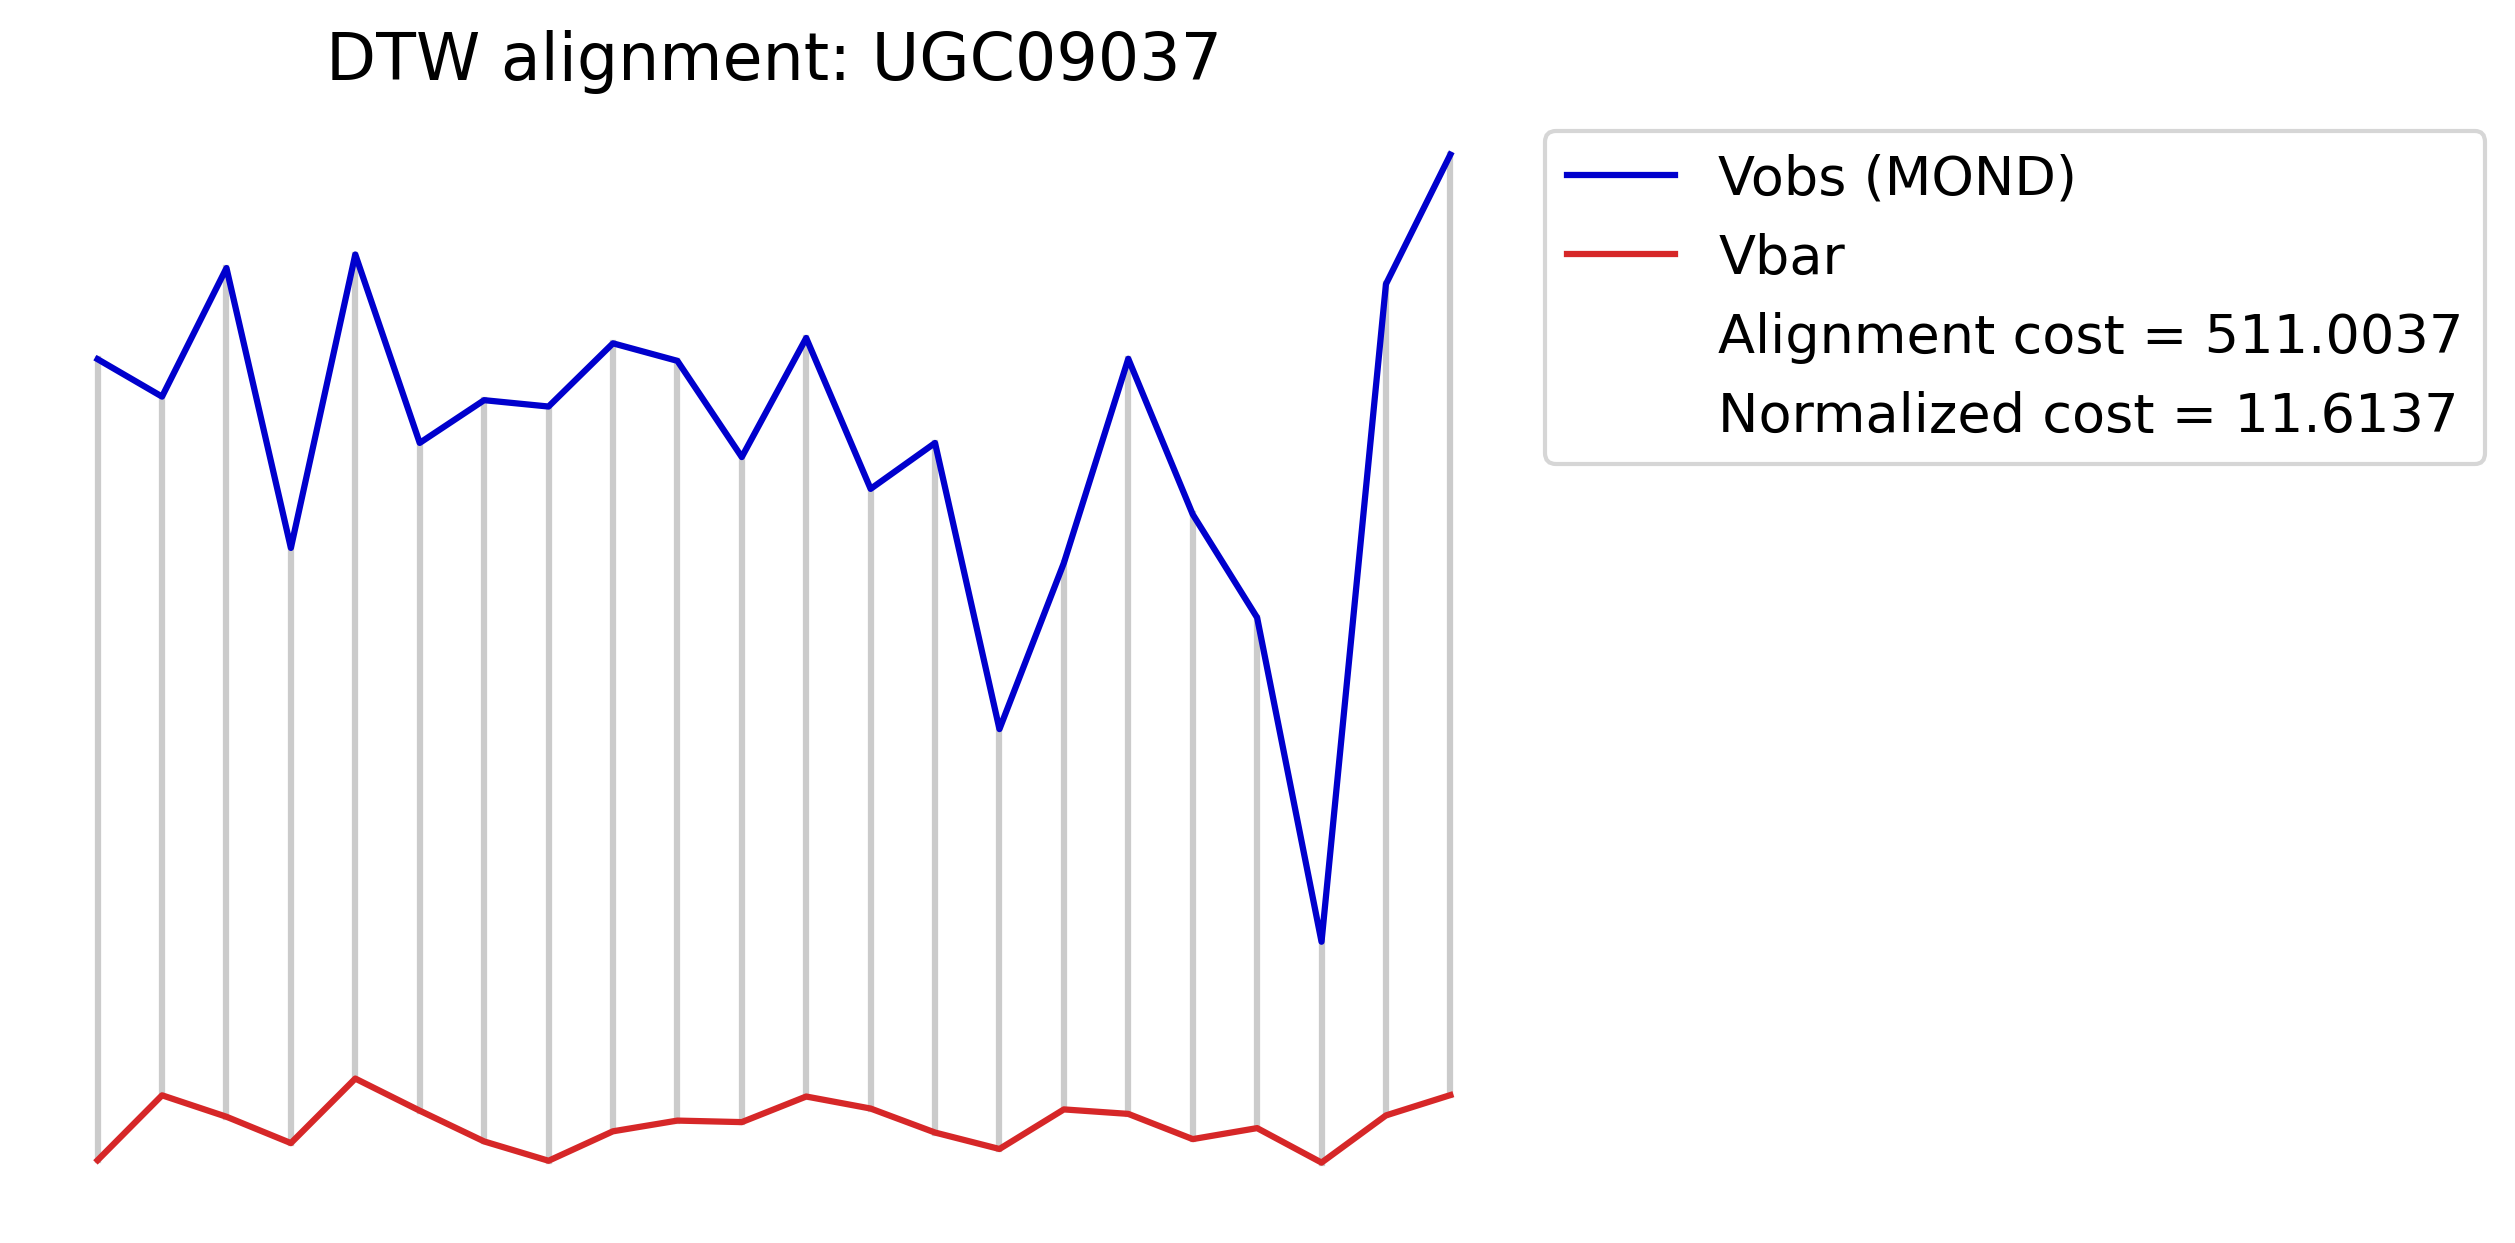 DTW alignment: UGC09037
Vobs (MOND)
Vbar
Alignment cost = 511.0037
Normalized cost = 11.6137